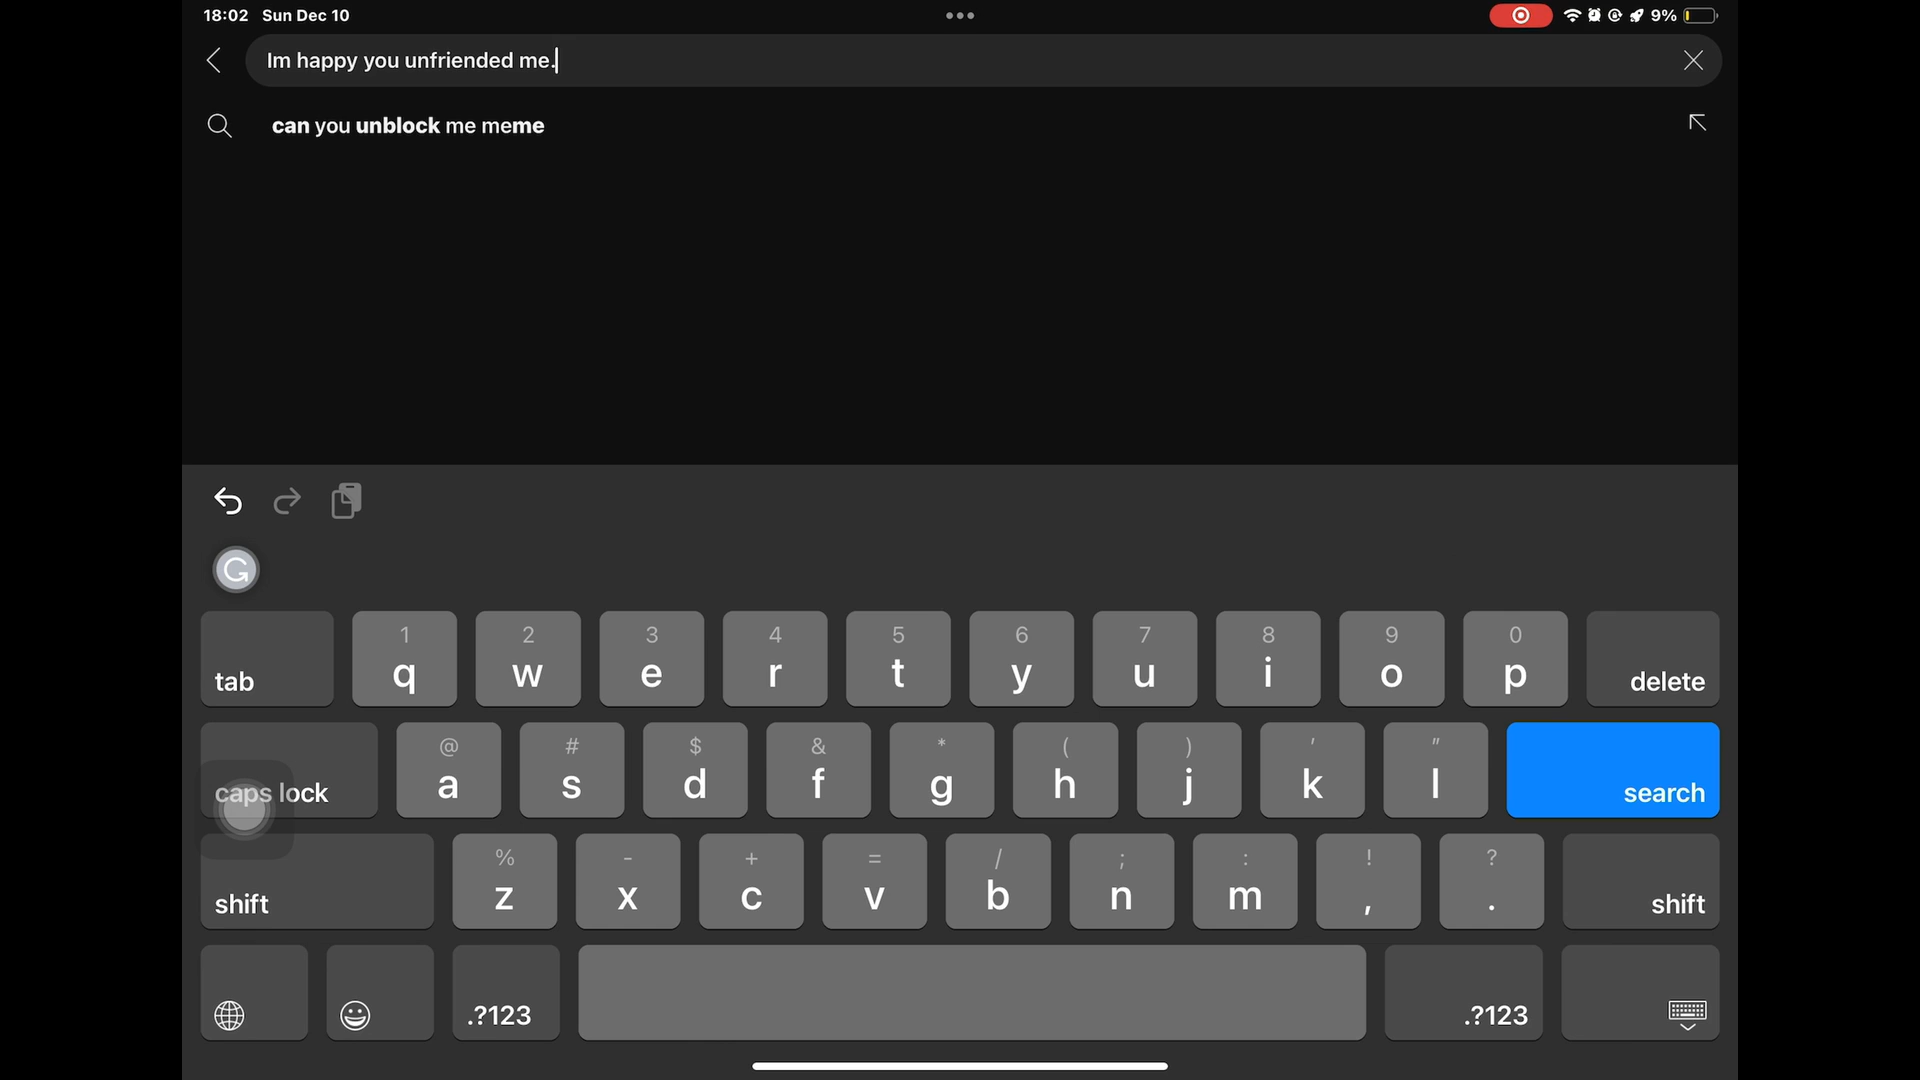 18:02 Sun Dec 10
9%
Im happy you unfriended me.
can you unblock me meme
G
1 2 3 4 5 6 7 8 9 0
tab q w e r t y u i o p delete
@ # $ & * ( ) ' "
caps lock a s d f g h j k l search
% - + = / ; : ! ?
shift z x c v b n m , . shift
.?123 .?123